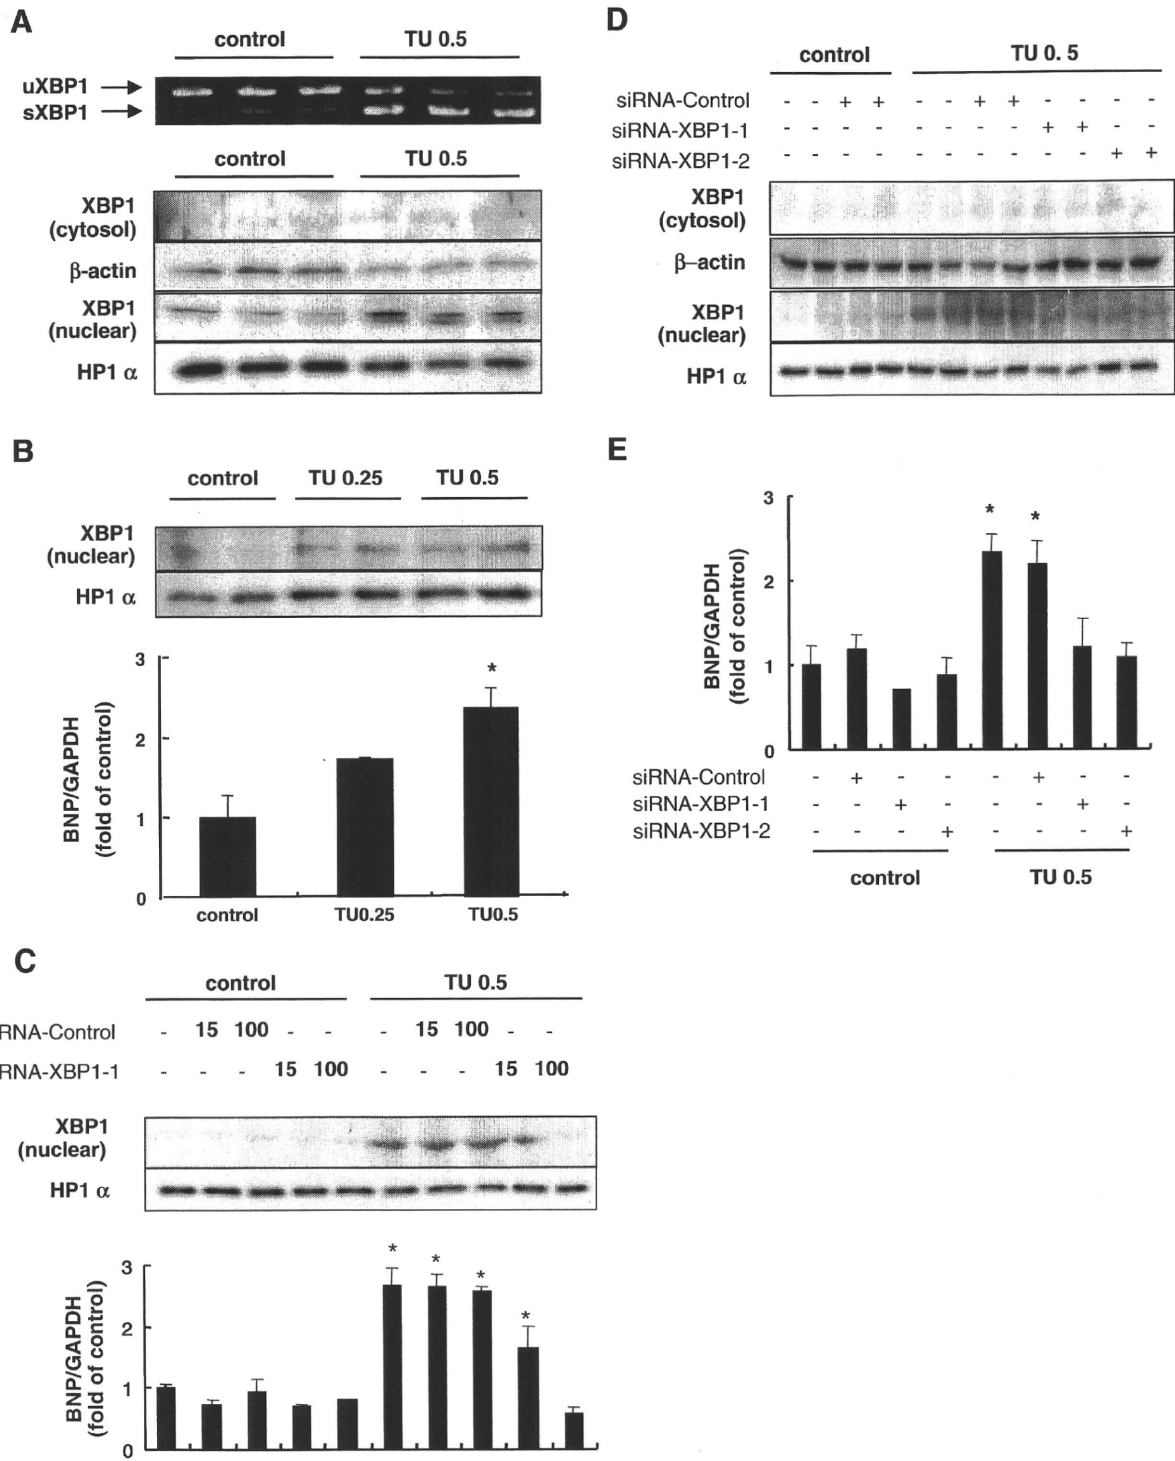 A
control TU 0.5
uXBP1
sXBP1
control TU 0.5
XBP1
(cytosol)
β-actin
XBP1
(nuclear)
HP1 α
B
control TU 0.25 TU 0.5
XBP1
(nuclear)
HP1 α
3
2
1
0
BNP/GAPDH
(fold of control)
*
control TU0.25 TU0.5
C
control TU 0.5
RNA-Control - 15 100 - - - 15 100 - -
RNA-XBP1-1 - - - 15 100 - - - 15 100
XBP1
(nuclear)
HP1 α
3
2
1
0
BNP/GAPDH
(fold of control)
* * * *
D
control TU 0. 5
siRNA-Control - - + + - - + + - - - -
siRNA-XBP1-1 - - - - - - - - + + - -
siRNA-XBP1-2 - - - - - - - - - - + +
XBP1
(cytosol)
β–actin
XBP1
(nuclear)
HP1 α
E
3
2
1
0
BNP/GAPDH
(fold of control)
* *
siRNA-Control - + - - - + - -
siRNA-XBP1-1 - - + - - - + -
siRNA-XBP1-2 - - - + - - - +
control TU 0.5